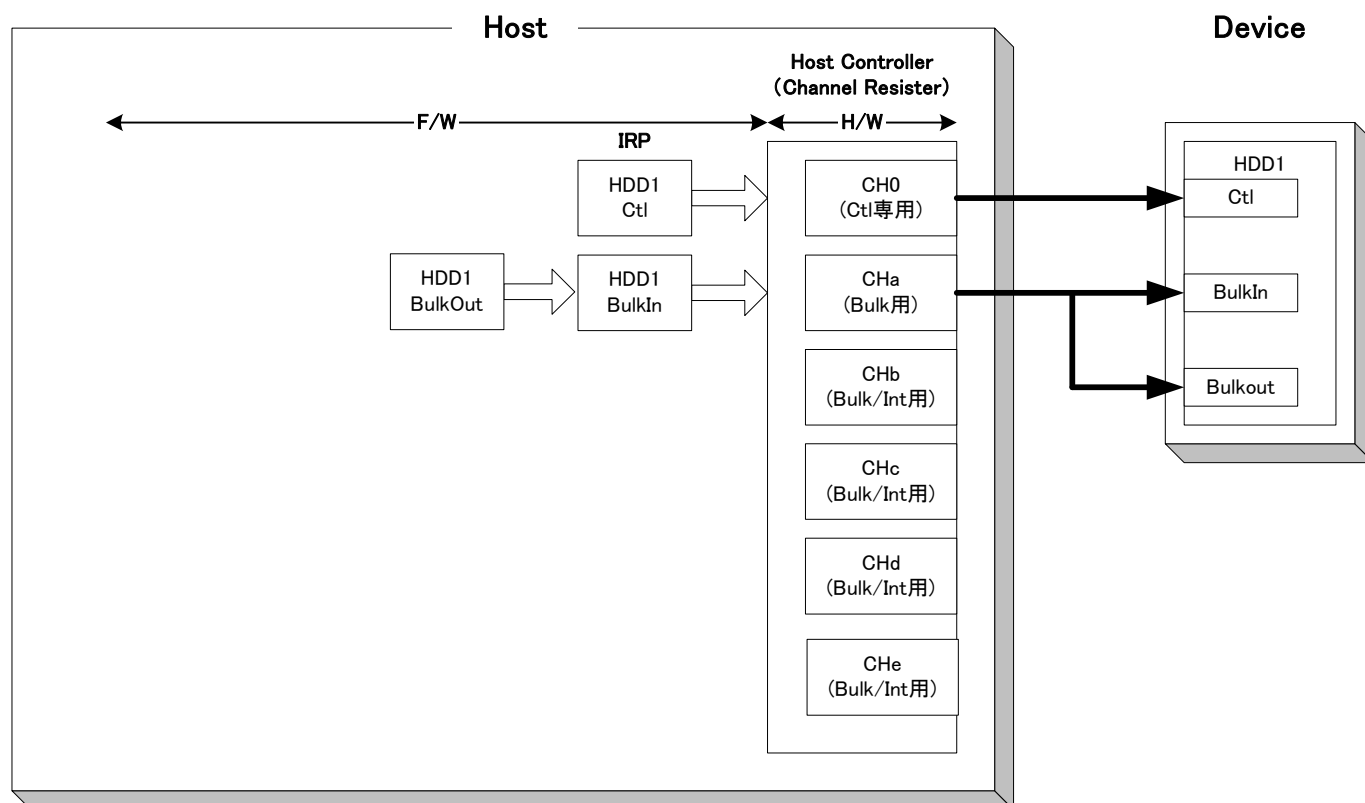 Host
Device
Host Controller
(Channel Resister)
F/W
H/W
IRP
HDD1
Ctl
CH0
(Ctl専用)
HDD1
Ctl
HDD1
BulkOut
HDD1
BulkIn
CHa
(Bulk用)
BulkIn
CHb
(Bulk/Int用)
Bulkout
CHc
(Bulk/Int用)
CHd
(Bulk/Int用)
CHe
(Bulk/Int用)